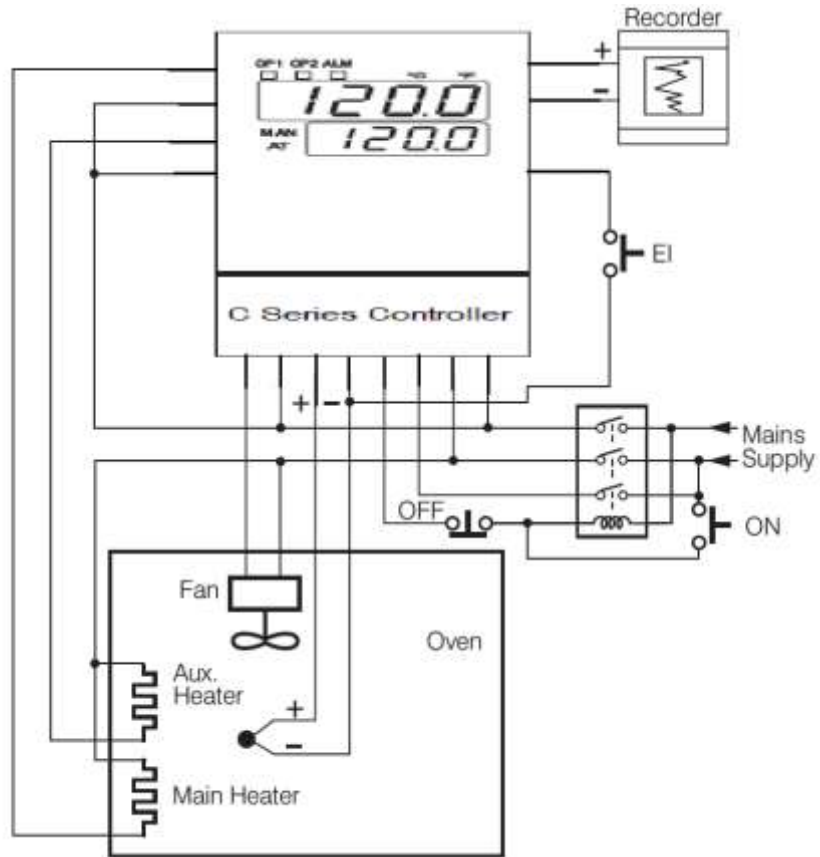 Recorder
OP1 OP2 ALM °C °F
+
120.0
-
MAN
AT
120.0
EI
C Series Controller
+ -
Mains
Supply
OFF
ON
Fan
Oven
Aux.
Heater
+
-
Main Heater